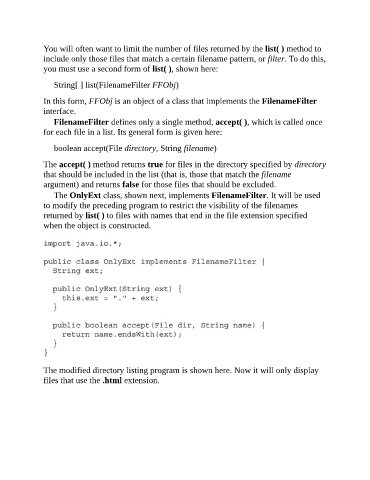 You will often want to limit the number of files returned by the list( ) method to
include only those files that match a certain filename pattern, or filter. To do this,
you must use a second form of list( ), shown here:
String[ ] list(FilenameFilter FFObj)
In this form, FFObj is an object of a class that implements the FilenameFilter
interface.
FilenameFilter defines only a single method, accept( ), which is called once
for each file in a list. Its general form is given here:
boolean accept(File directory, String filename)
The accept( ) method returns true for files in the directory specified by directory
that should be included in the list (that is, those that match the filename
argument) and returns false for those files that should be excluded.
The OnlyExt class, shown next, implements FilenameFilter. It will be used
to modify the preceding program to restrict the visibility of the filenames
returned by list( ) to files with names that end in the file extension specified
when the object is constructed.
import java.io.*;
public class OnlyExt implements FilenameFilter {
String ext;
public OnlyExt(String ext) {
this.ext = "." + ext;
}
public boolean accept(File dir, String name) {
return name.endsWith(ext);
}
}
The modified directory listing program is shown here. Now it will only display
files that use the .html extension.